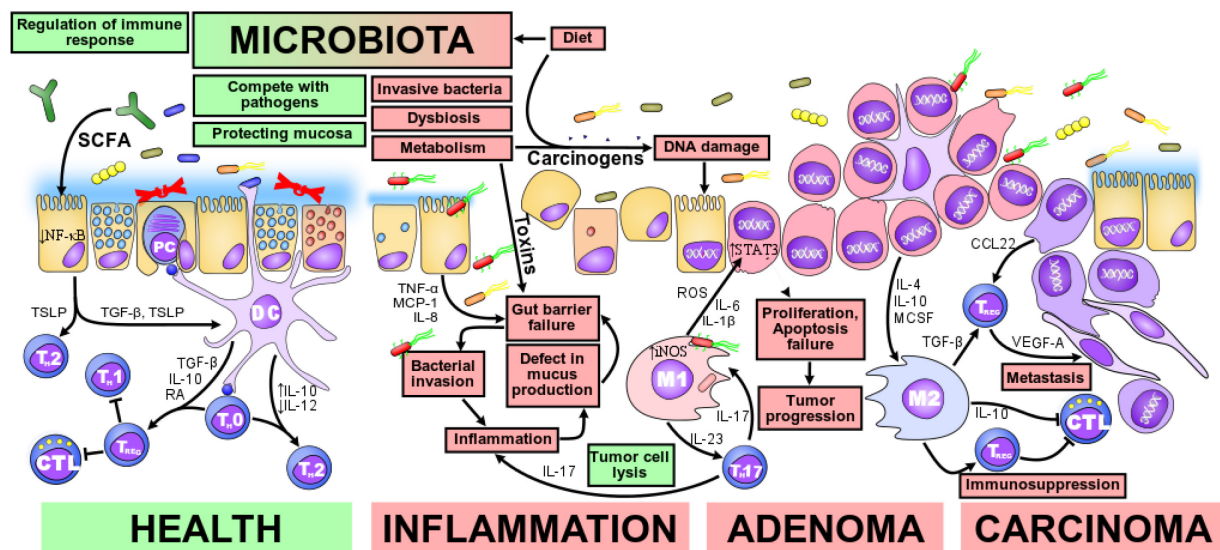 Regulation of immune
response
MICROBIOTA
Diet
Compete with
pathogens
Protecting mucosa
Invasive bacteria
Dysbiosis
Metabolism
Carcinogens
DNA damage
SCFA
↓NF-κB
PC
DC
TSLP
TGF-β, TSLP
TH2
TH1
TGF-β
IL-10
RA
↑IL-10
↓IL-12
TH0
TREG
CTL
TH2
Toxins
TNF-α
MCP-1
IL-8
Gut barrier
failure
Bacterial
invasion
Defect in
mucus
production
Inflammation
IL-17
Tumor cell
lysis
↑STAT3
ROS
IL-6
IL-1β
↑iNOS
M1
IL-17
IL-23
TH17
Proliferation,
Apoptosis
failure
Tumor
progression
IL-4
IL-10
MCSF
CCL22
TREG
TGF-β
VEGF-A
Metastasis
M2
IL-10
CTL
TREG
Immunosuppression
HEALTH
INFLAMMATION
ADENOMA
CARCINOMA